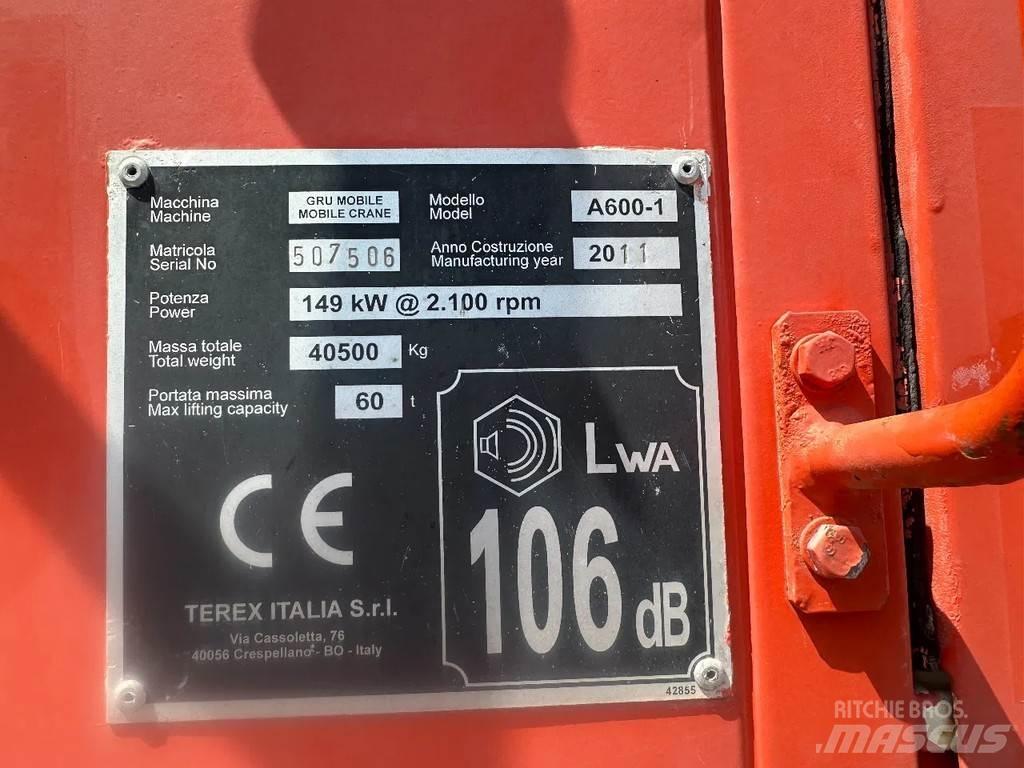 Macchina
Machine
GRU MOBILE
MOBILE CRANE
Modello
Model
A600-1
Matricola
Serial No
507506
Anno Costruzione
Manufacturing year
2011
Potenza
Power
149 kW @ 2.100 rpm
Massa totale
Total weight
40500 Kg
Portata massima
Max lifting capacity
60 t
LWA
106 dB
CE
TEREX ITALIA S.r.l.
Via Cassoletta, 76
40056 Crespellano - BO - Italy
42855
RITCHIE BROS.
MASCUS